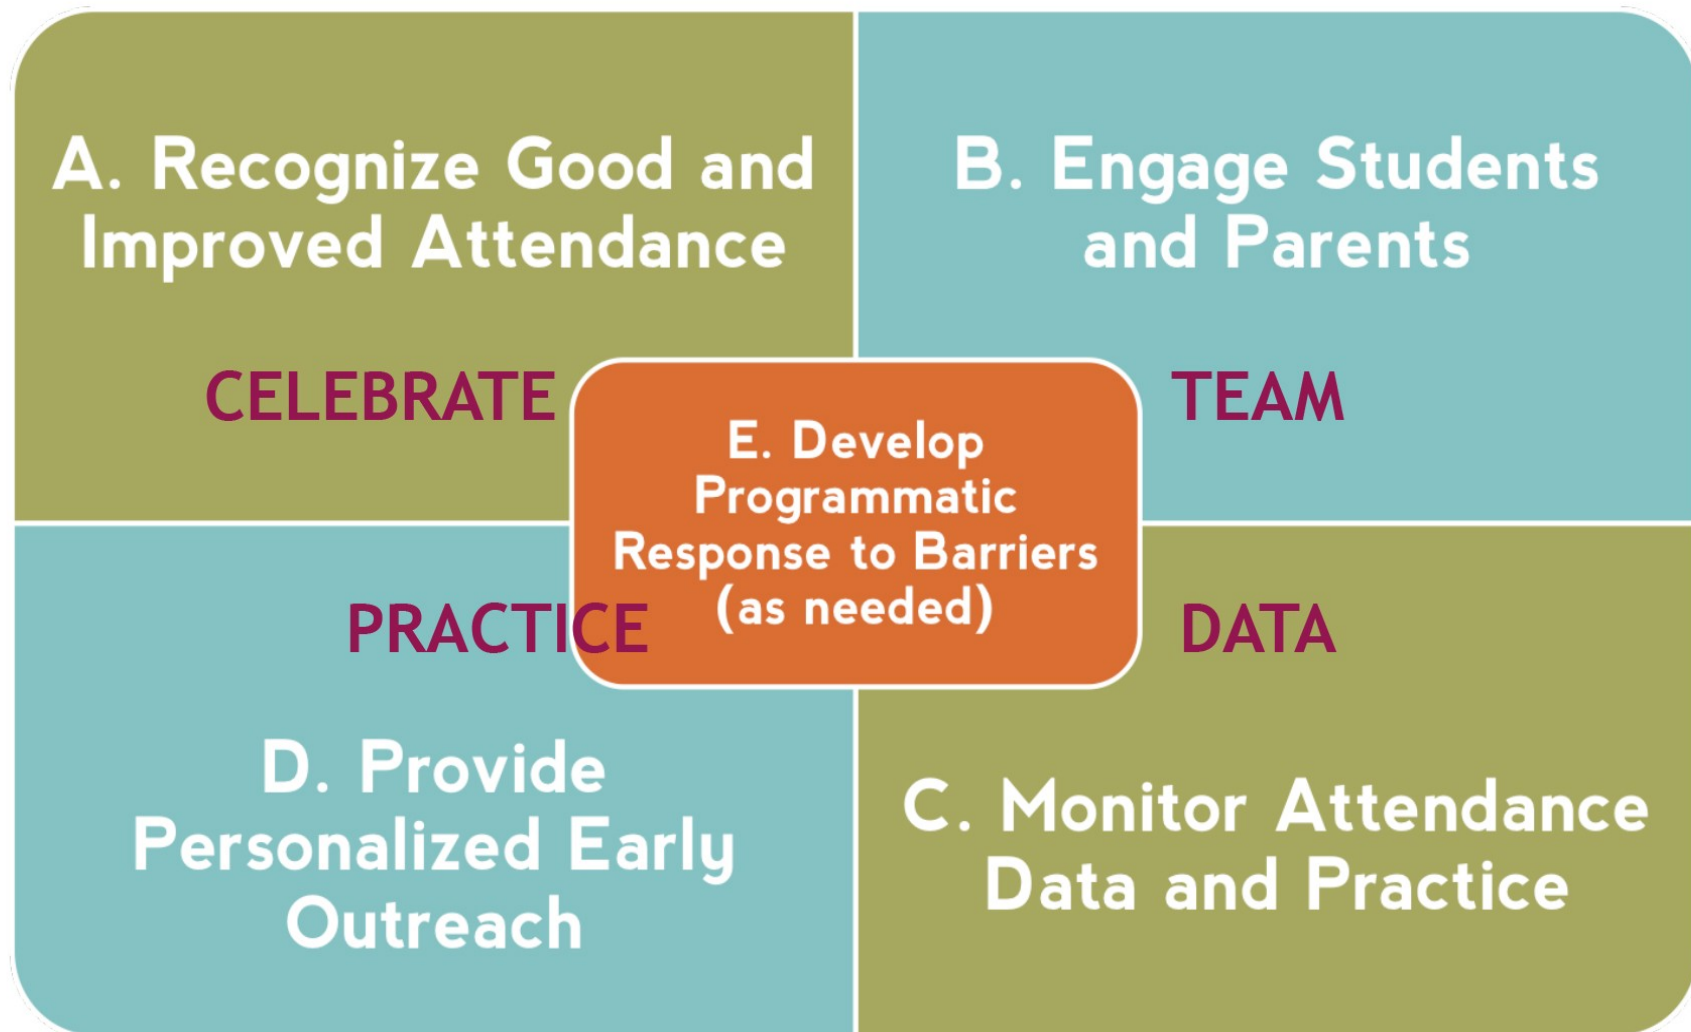 A. Recognize Good and
Improved Attendance
CELEBRATE
B. Engage Students
and Parents
TEAM
E. Develop
Programmatic
Response to Barriers
(as needed)
PRACTICE
D. Provide
Personalized Early
Outreach
DATA
C. Monitor Attendance
Data and Practice